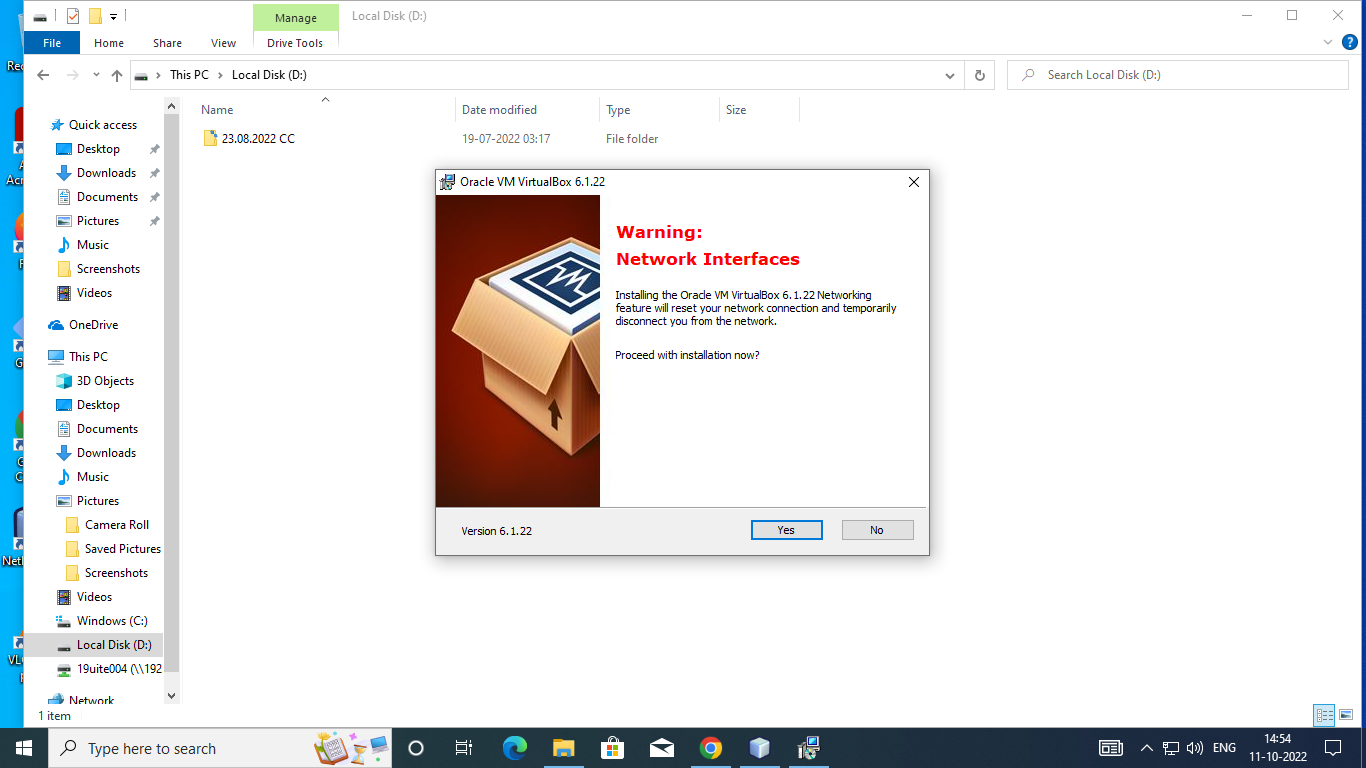 Manage
Local Disk (D:)
File
Home
Share
View
Drive Tools
This PC
Local Disk (D:)
Search Local Disk (D:)
Name
Date modified
Type
Size
23.08.2022 CC
19-07-2022 03:17
File folder
Quick access
Desktop
Downloads
Documents
Pictures
Music
Screenshots
Videos
OneDrive
This PC
3D Objects
Desktop
Documents
Downloads
Music
Pictures
Camera Roll
Saved Pictures
Screenshots
Videos
Windows (C:)
Local Disk (D:)
19uite004 (\\192
Network
1 item
Oracle VM VirtualBox 6.1.22
Warning:
Network Interfaces
Installing the Oracle VM VirtualBox 6.1.22 Networking
feature will reset your network connection and temporarily
disconnect you from the network.
Proceed with installation now?
Version 6.1.22
Yes
No
Type here to search
ENG
14:54
11-10-2022